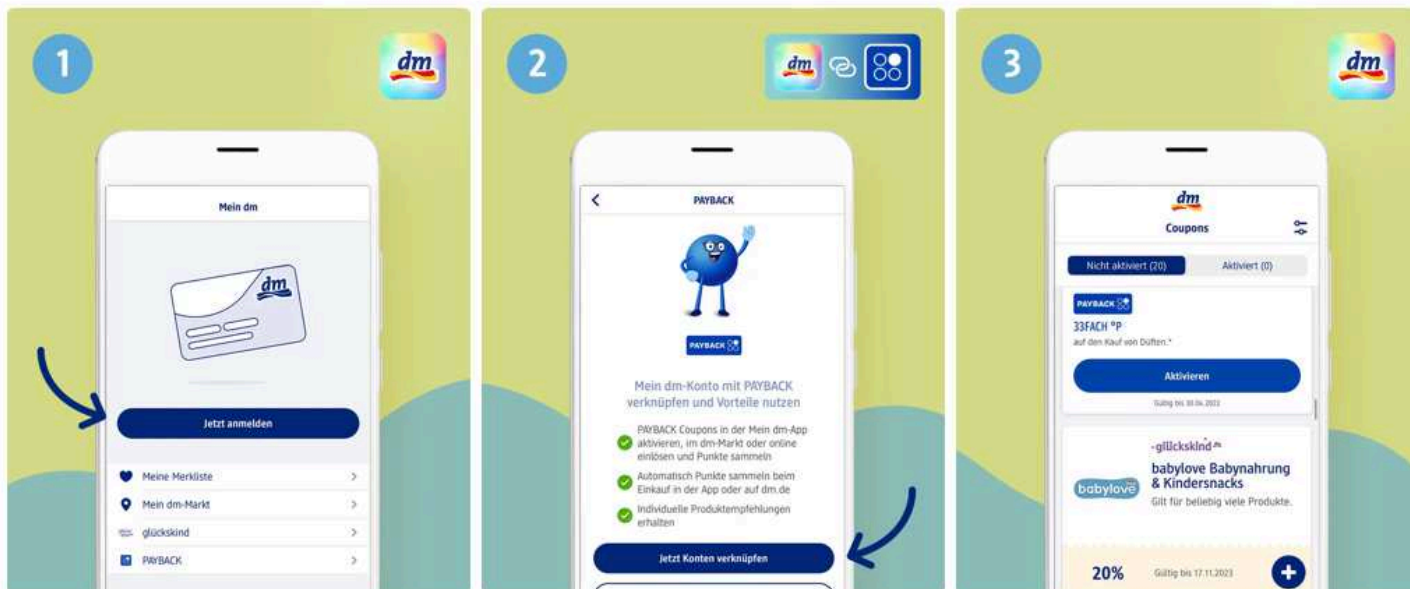 1
dm
Mein dm
dm
Jetzt anmelden
Meine Merkliste
Mein dm-Markt
glückskind
PAYBACK
2
dm
PAYBACK
PAYBACK
Mein dm-Konto mit PAYBACK
verknüpfen und Vorteile nutzen
PAYBACK Coupons in der Mein dm-App
aktivieren, im dm-Markt oder online
einlösen und Punkte sammeln
Automatisch Punkte sammeln beim
Einkauf in der App oder auf dm.de
Individuelle Produktempfehlungen
erhalten
Jetzt Konten verknüpfen
3
dm
dm
Coupons
Nicht aktiviert (20)
Aktiviert (0)
PAYBACK
33FACH °P
auf den Kauf von Düften.*
Aktivieren
Gültig bis 30.04.2023
glückskind
babylove
babylove Babynahrung
& Kindersnacks
Gilt für beliebig viele Produkte.
20%
Gültig bis 17.11.2023